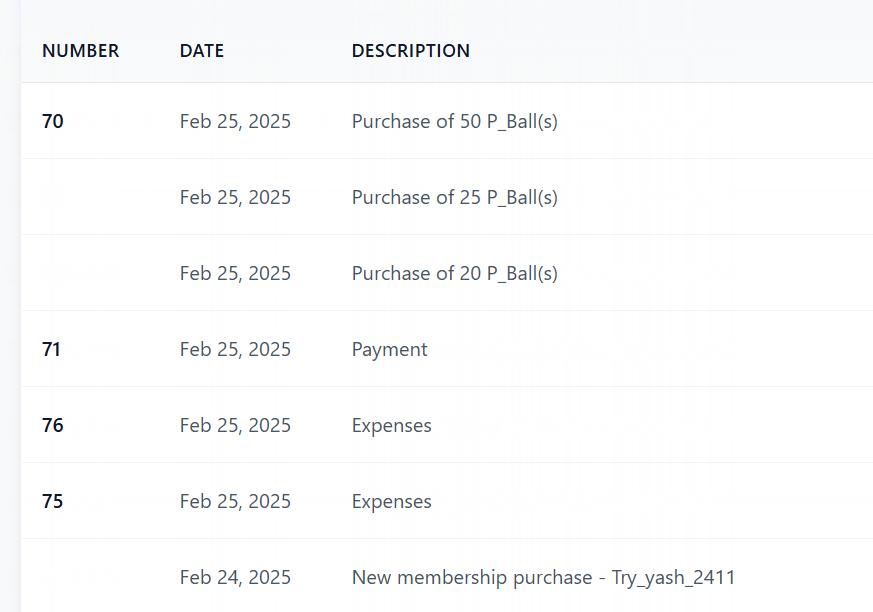 NUMBER DATE DESCRIPTION
70 Feb 25, 2025 Purchase of 50 P_Ball(s)
Feb 25, 2025 Purchase of 25 P_Ball(s)
Feb 25, 2025 Purchase of 20 P_Ball(s)
71 Feb 25, 2025 Payment
76 Feb 25, 2025 Expenses
75 Feb 25, 2025 Expenses
Feb 24, 2025 New membership purchase - Try_yash_2411